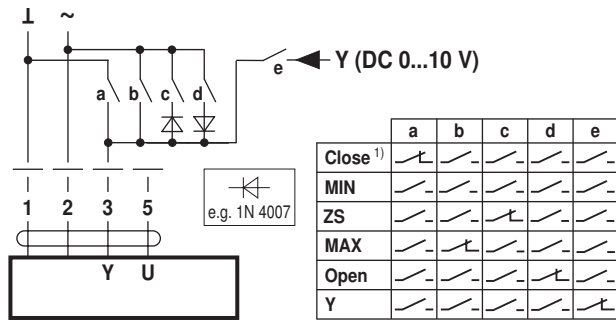 ⊥ ~
e Y (DC 0...10 V)
a b c d
1 2 3 5
e.g. 1N 4007
Y U
a b c d e
Close 1)
MIN
ZS
MAX
Open
Y